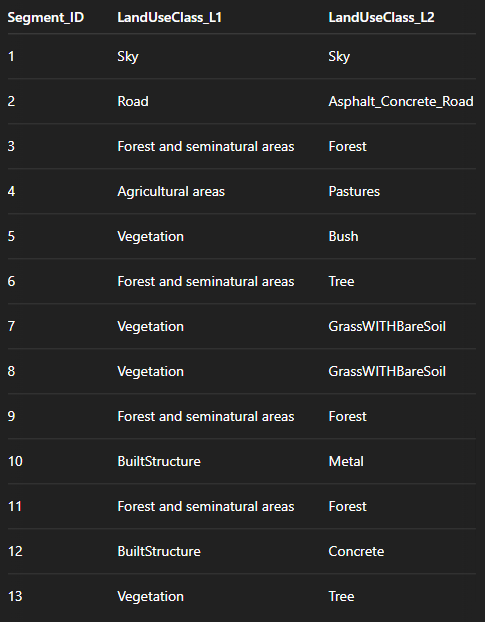 Segment_ID LandUseClass_L1 LandUseClass_L2
1 Sky Sky
2 Road Asphalt_Concrete_Road
3 Forest and seminatural areas Forest
4 Agricultural areas Pastures
5 Vegetation Bush
6 Forest and seminatural areas Tree
7 Vegetation GrassWITHBareSoil
8 Vegetation GrassWITHBareSoil
9 Forest and seminatural areas Forest
10 BuiltStructure Metal
11 Forest and seminatural areas Forest
12 BuiltStructure Concrete
13 Vegetation Tree